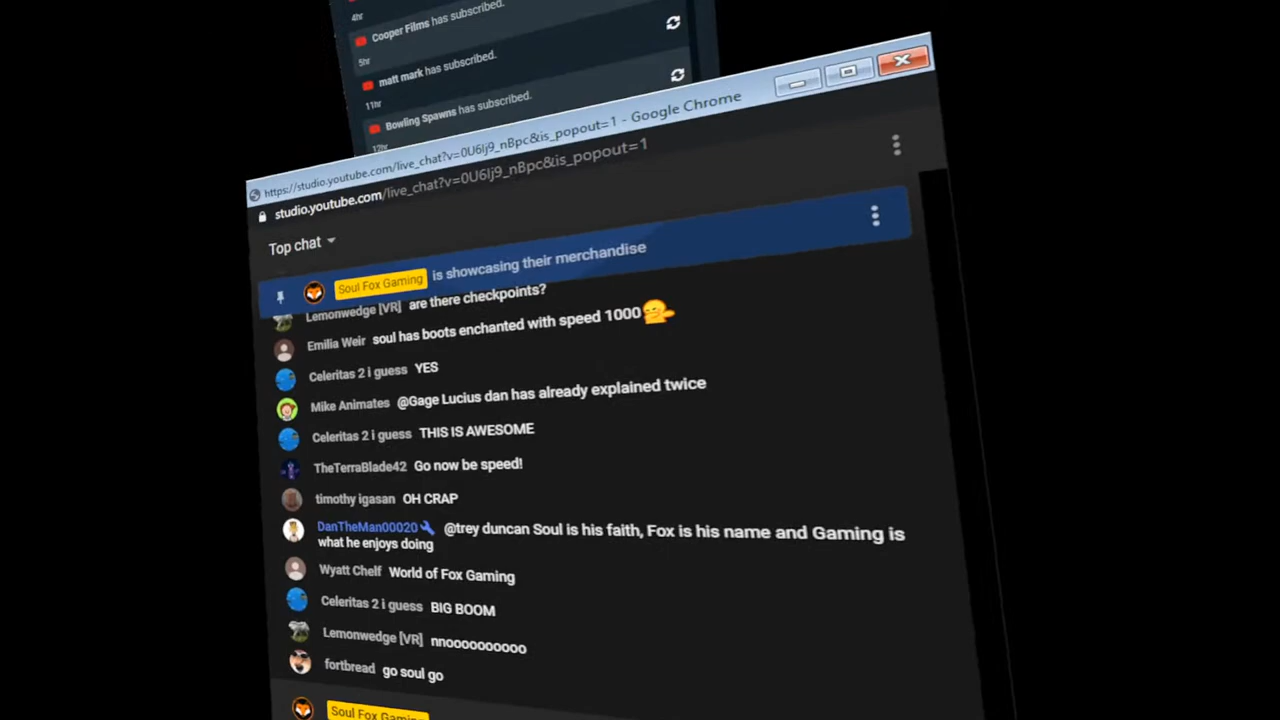 4hr
Cooper Films has subscribed.
5hr
matt mark has subscribed.
11hr
Bowling Spawns has subscribed.
12hr
https://studio.youtube.com/live_chat?v=0U6Ij9_nBpc&is_popout=1 - Google Chrome
studio.youtube.com/live_chat?v=0U6Ij9_nBpc&is_popout=1
Top chat
Soul Fox Gaming is showcasing their merchandise
Lemonwedge [VR] are there checkpoints?
Emilia Weir soul has boots enchanted with speed 1000
Celeritas 2 i guess YES
Mike Animates @Gage Lucius dan has already explained twice
Celeritas 2 i guess THIS IS AWESOME
TheTerraBlade42 Go now be speed!
timothy igasan OH CRAP
DanTheMan00020 @trey duncan Soul is his faith, Fox is his name and Gaming is
what he enjoys doing
Wyatt Chelf World of Fox Gaming
Celeritas 2 i guess BIG BOOM
Lemonwedge [VR] nnoooooooooo
fortbread go soul go
Soul Fox Gaming